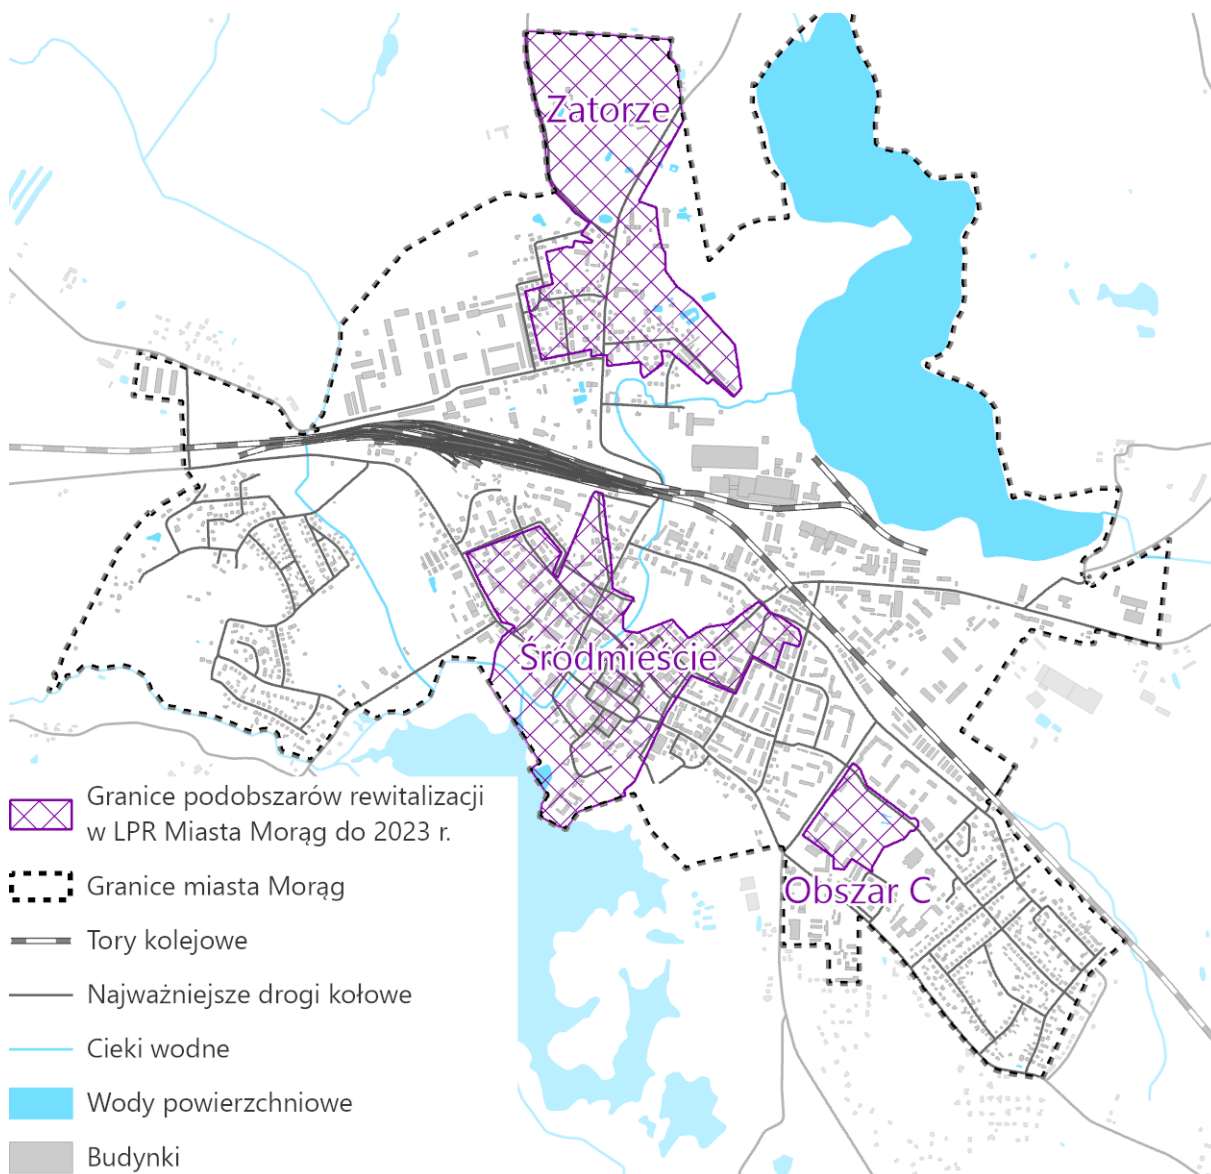 Zatorze
Śródmieście
Obszar C
Granice podobszarów rewitalizacji
w LPR Miasta Morąg do 2023 r.
Granice miasta Morąg
Tory kolejowe
Najważniejsze drogi kołowe
Cieki wodne
Wody powierzchniowe
Budynki